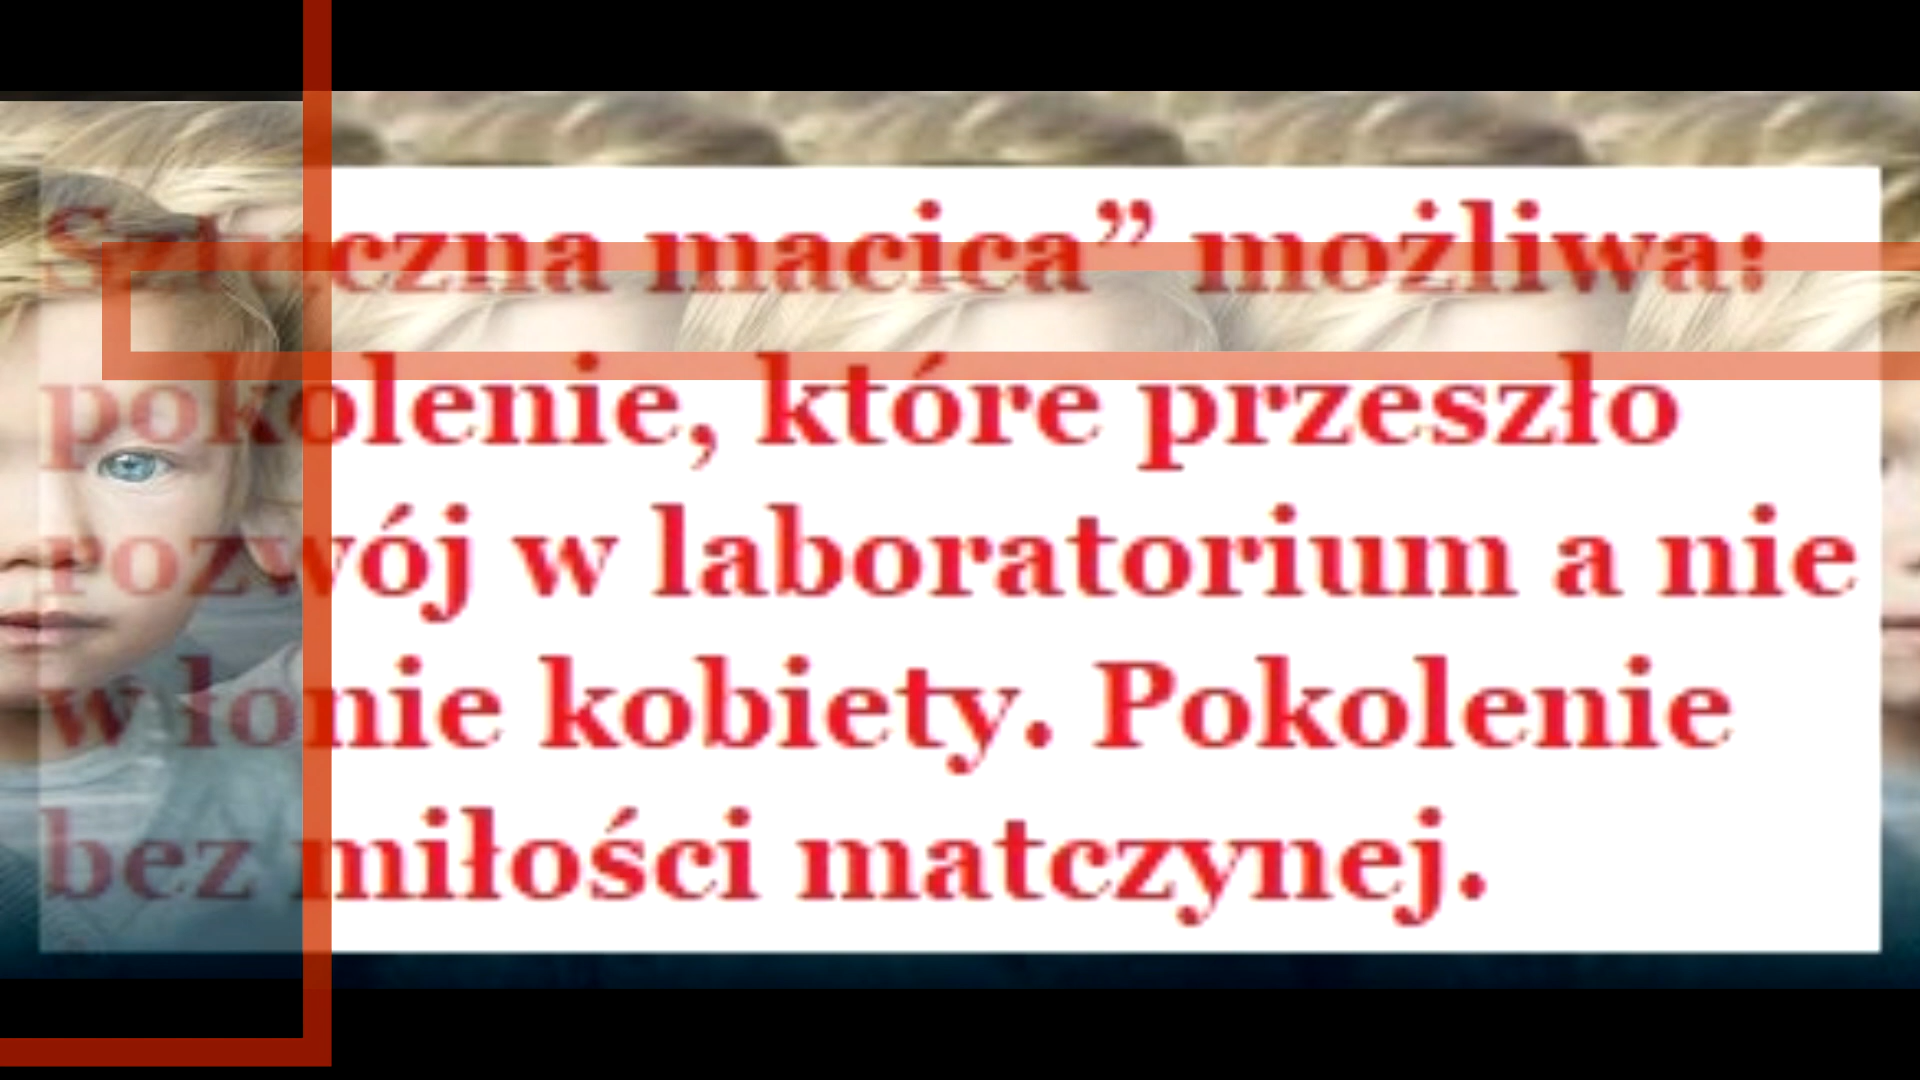 Sztuczna macica” możliwa:
pokolenie, które przeszło
rozwój w laboratorium a nie
w łonie kobiety. Pokolenie
bez miłości matczynej.